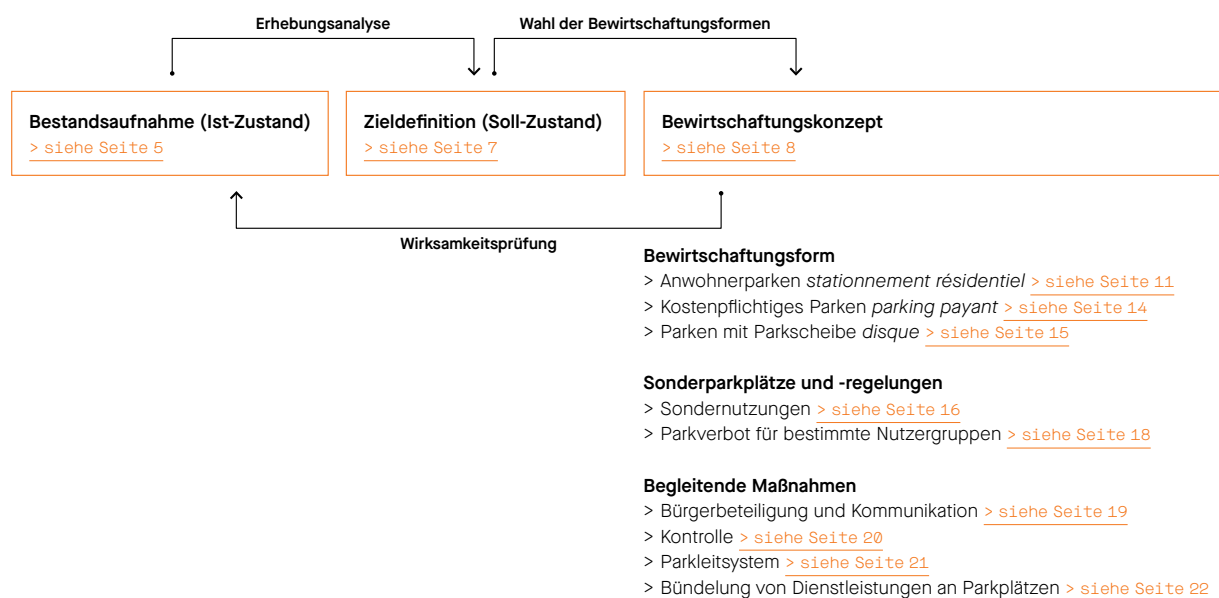 Erhebungsanalyse
Wahl der Bewirtschaftungsformen
Bestandsaufnahme (Ist-Zustand)
> siehe Seite 5
Zieldefinition (Soll-Zustand)
> siehe Seite 7
Bewirtschaftungskonzept
> siehe Seite 8
Wirksamkeitsprüfung
Bewirtschaftungsform
> Anwohnerparken stationnement résidentiel > siehe Seite 11
> Kostenpflichtiges Parken parking payant > siehe Seite 14
> Parken mit Parkscheibe disque > siehe Seite 15
Sonderparkplätze und -regelungen
> Sondernutzungen > siehe Seite 16
> Parkverbot für bestimmte Nutzergruppen > siehe Seite 18
Begleitende Maßnahmen
> Bürgerbeteiligung und Kommunikation > siehe Seite 19
> Kontrolle > siehe Seite 20
> Parkleitsystem > siehe Seite 21
> Bündelung von Dienstleistungen an Parkplätzen > siehe Seite 22